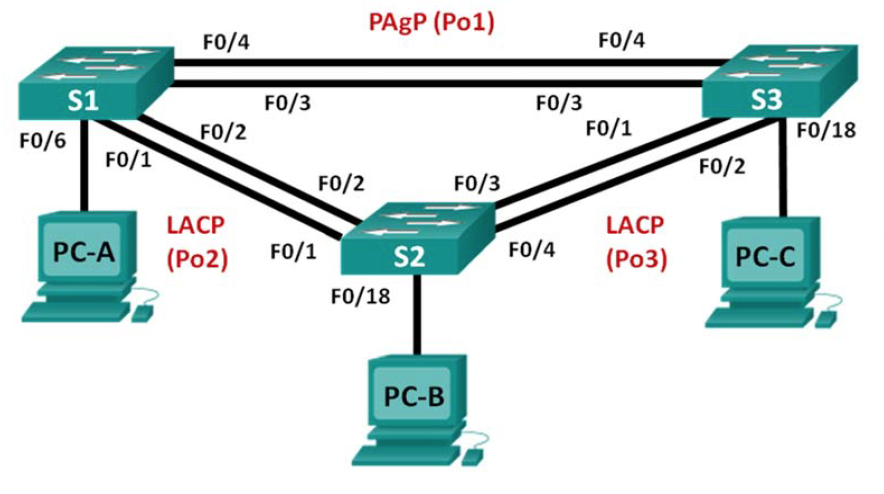 PAgP (Po1)
F0/4
F0/4
S1
S3
F0/3
F0/3
F0/6
F0/2
F0/1
F0/18
F0/1
F0/2
F0/2
F0/3
PC-A
LACP
(Po2)
F0/1
S2
F0/4
LACP
(Po3)
PC-C
F0/18
PC-B